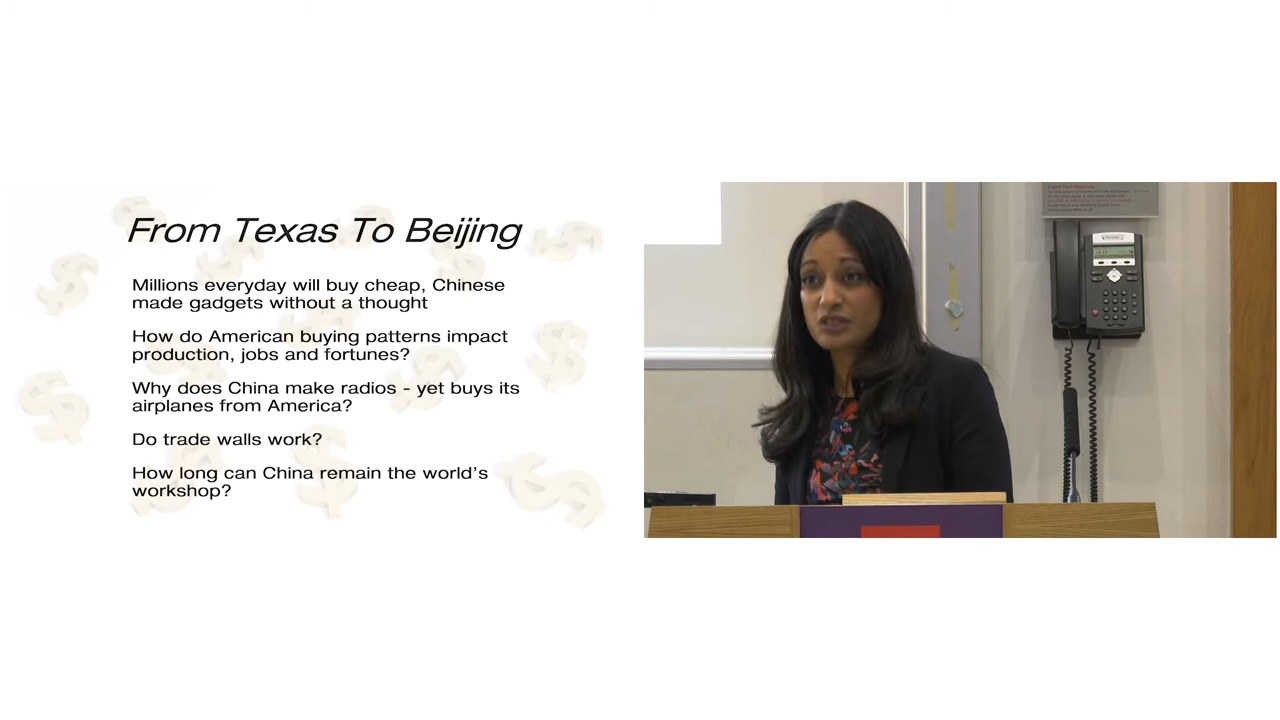 From Texas To Beijing
Millions everyday will buy cheap, Chinese
made gadgets without a thought
How do American buying patterns impact
production, jobs and fortunes?
Why does China make radios - yet buys its
airplanes from America?
Do trade walls work?
How long can China remain the world's
workshop?